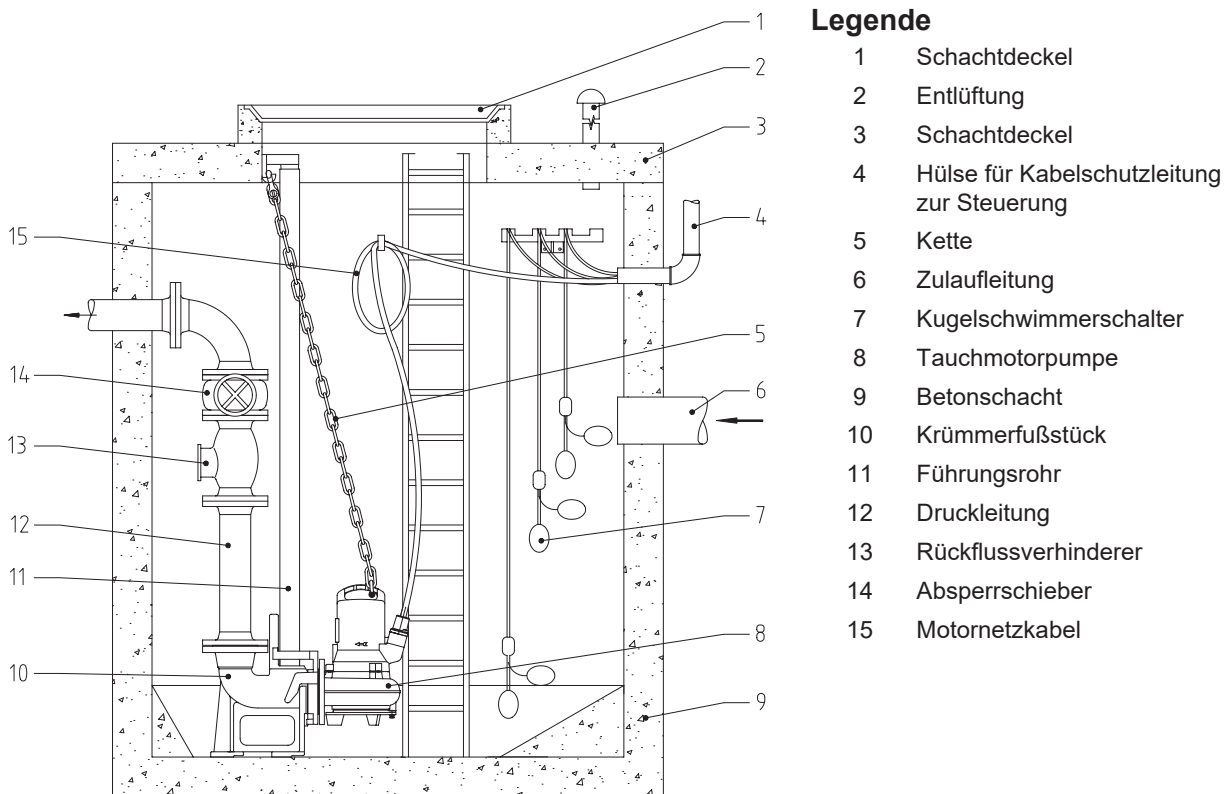 1
2
3
4
5
6
7
8
9
10
11
12
13
14
15
Legende
1 Schachtdeckel
2 Entlüftung
3 Schachtdeckel
4 Hülse für Kabelschutzleitung
zur Steuerung
5 Kette
6 Zulaufleitung
7 Kugelschwimmerschalter
8 Tauchmotorpumpe
9 Betonschacht
10 Krümmerfußstück
11 Führungsrohr
12 Druckleitung
13 Rückflussverhinderer
14 Absperrschieber
15 Motornetzkabel